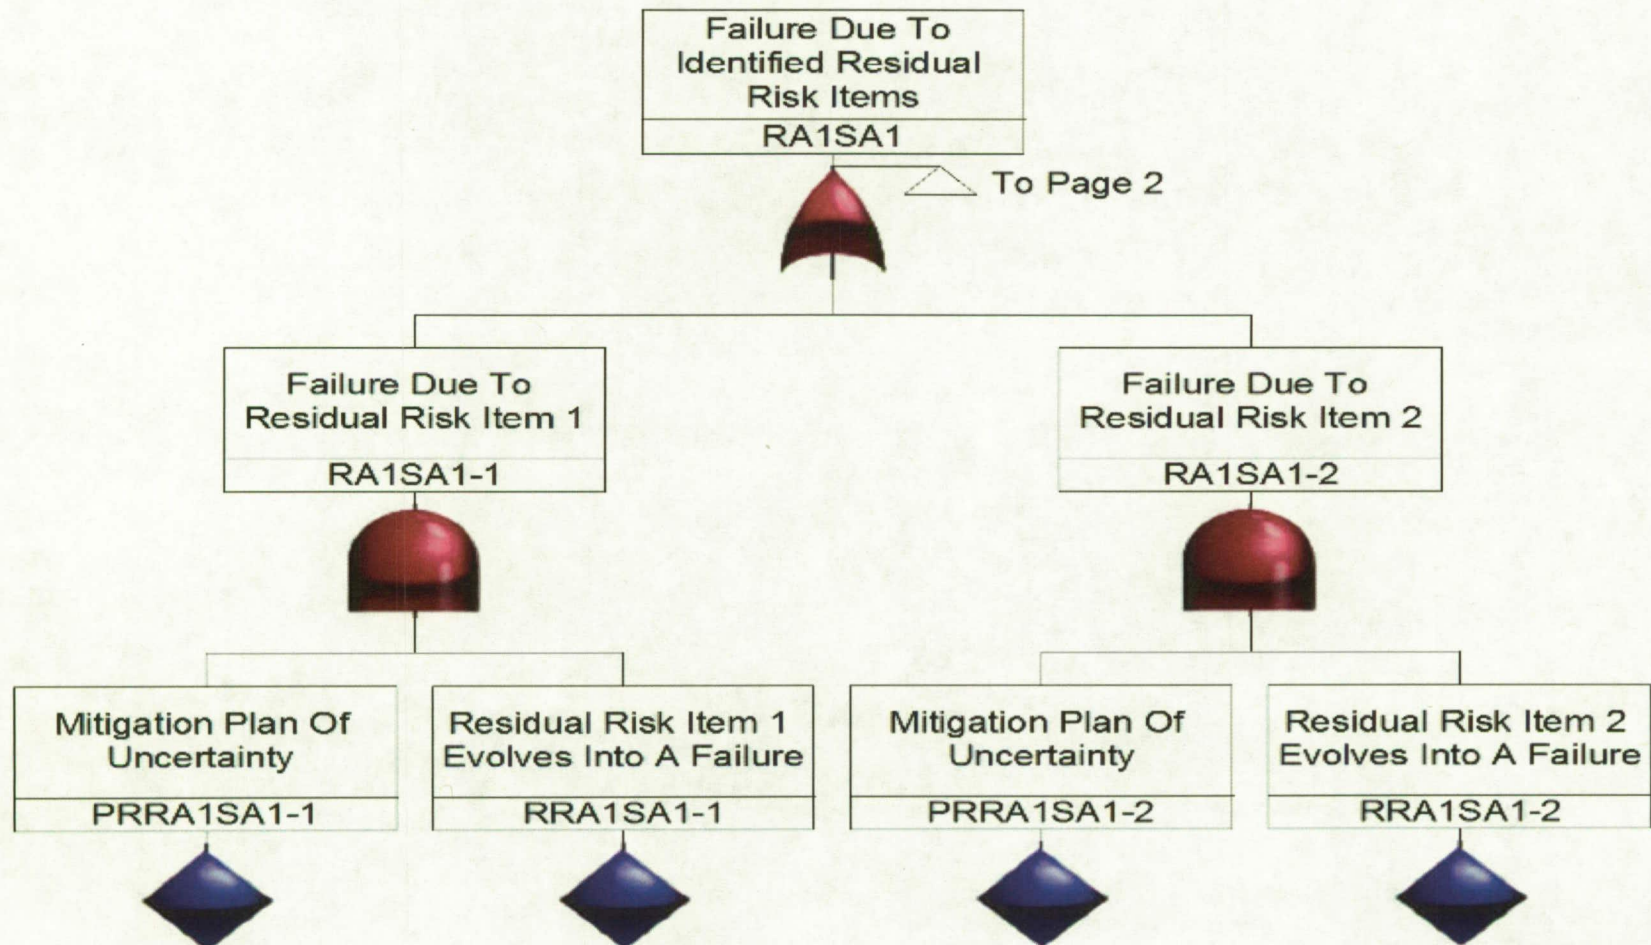 Failure Due To
Identified Residual
Risk Items
RA1SA1
To Page 2
Failure Due To
Residual Risk Item 1
RA1SA1-1
Failure Due To
Residual Risk Item 2
RA1SA1-2
Mitigation Plan Of
Uncertainty
PRRA1SA1-1
Residual Risk Item 1
Evolves Into A Failure
RRA1SA1-1
Mitigation Plan Of
Uncertainty
PRRA1SA1-2
Residual Risk Item 2
Evolves Into A Failure
RRA1SA1-2